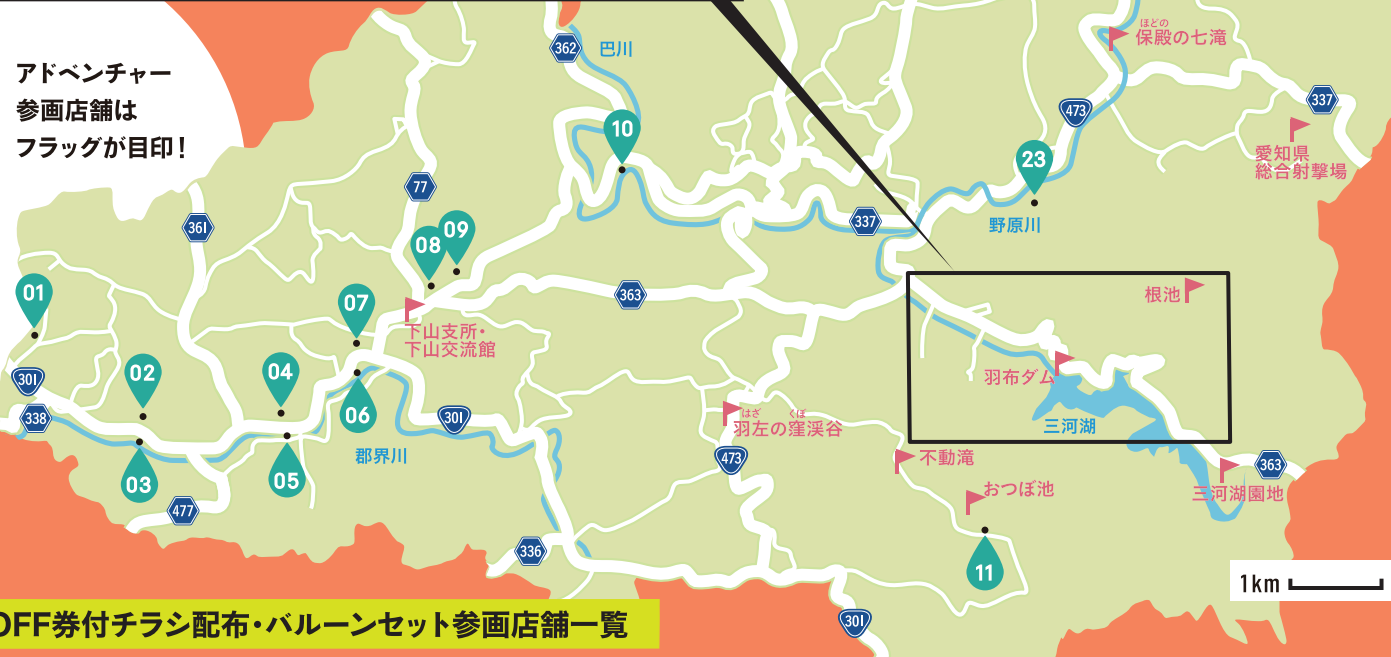 アドベンチャー
参画店舗は
フラッグが目印!
362
巴川
ほどの
保殿の七滝
337
473
愛知県
総合射撃場
10
23
野原川
77
361
337
08
09
01
07
363
根池
下山支所・
下山交流館
301
02
04
338
06
羽布ダム
三河湖
はざ くぼ
羽左の窪渓谷
301
郡界川
03
05
473
不動滝
363
三河湖園地
おつぼ池
477
336
11
1km
OFF券付チラシ配布・バルーンセット参画店舗一覧
301